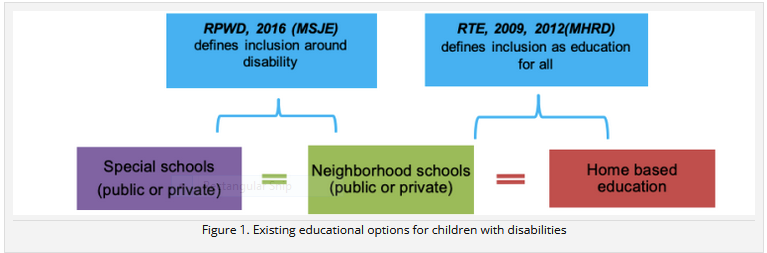 RPWD, 2016 (MSJE)
defines inclusion around
disability
RTE, 2009, 2012(MHRD)
defines inclusion as education
for all
Special schools
(public or private)
=
Neighborhood schools
(public or private)
=
Home based
education
Figure 1. Existing educational options for children with disabilities